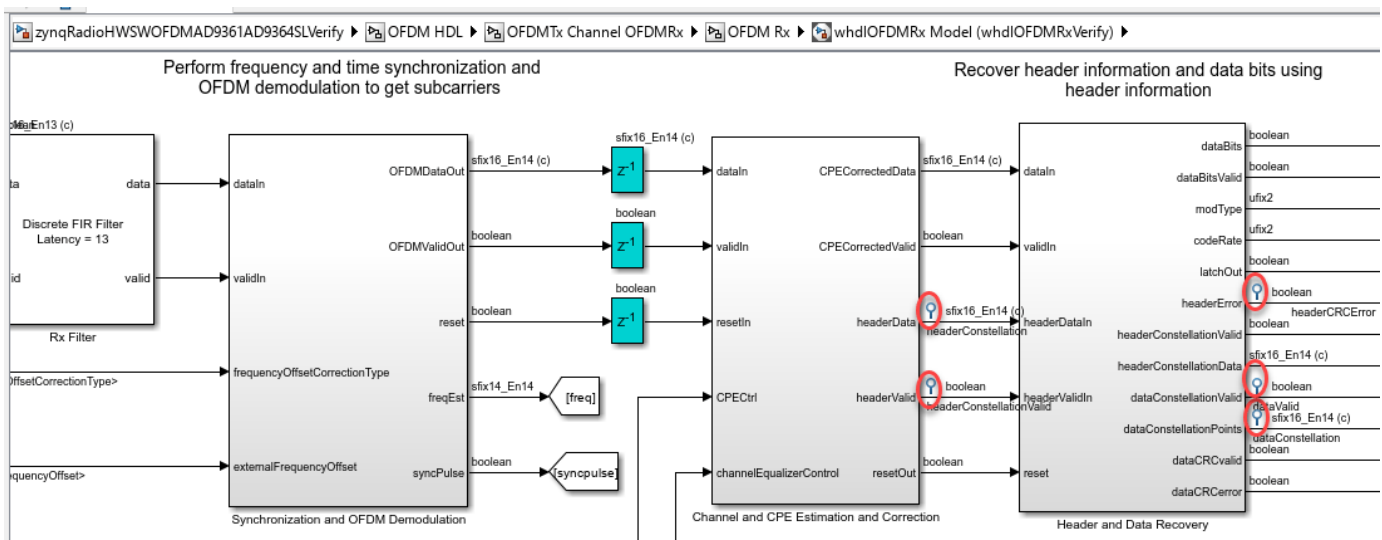 zynqRadioHWSWOFDMAD9361AD9364SLVerify
OFDM HDL
OFDMTx Channel OFDMRx
OFDM Rx
whdlOFDMRx Model (whdlOFDMRxVerify)
Perform frequency and time synchronization and
OFDM demodulation to get subcarriers
Recover header information and data bits using
header information
data
Discrete FIR Filter
Latency = 13
valid
Rx Filter
OffsetCorrectionType>
equencyOffset>
dataIn
validIn
frequencyOffsetCorrectionType
externalFrequencyOffset
OFDMDataOut
OFDMValidOut
reset
freqEst
syncPulse
Synchronization and OFDM Demodulation
sfix16_En14 (c)
boolean
boolean
sfix14_En14
boolean
[freq]
[syncpulse]
sfix16_En14 (c)
z-1
boolean
z-1
boolean
z-1
dataIn
validIn
resetIn
CPECtrl
channelEqualizerControl
CPECorrectedData
CPECorrectedValid
headerData
headerValid
resetOut
Channel and CPE Estimation and Correction
sfix16_En14 (c)
boolean
sfix16_En14 (c)
headerConstellation
boolean
headerConstellationValid
boolean
dataIn
validIn
headerDataIn
headerValidIn
reset
dataBits
dataBitsValid
modType
codeRate
latchOut
headerError
headerConstellationValid
headerConstellationData
dataConstellationValid
dataConstellationPoints
dataCRCvalid
dataCRCerror
Header and Data Recovery
boolean
boolean
ufix2
ufix2
boolean
boolean
headerCRCError
boolean
sfix16_En14 (c)
boolean
dataValid
sfix16_En14 (c)
dataConstellation
boolean
boolean